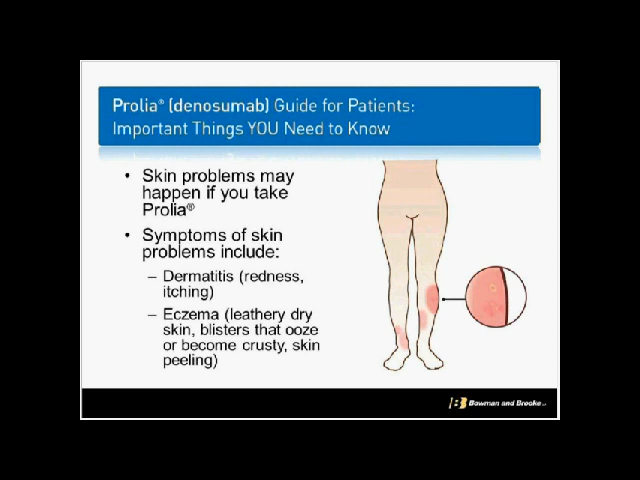 Prolia® (denosumab) Guide for Patients:
Important Things YOU Need to Know
• Skin problems may
happen if you take
Prolia®
• Symptoms of skin
problems include:
– Dermatitis (redness,
itching)
– Eczema (leathery dry
skin, blisters that ooze
or become crusty, skin
peeling)
Bowman and Brooke